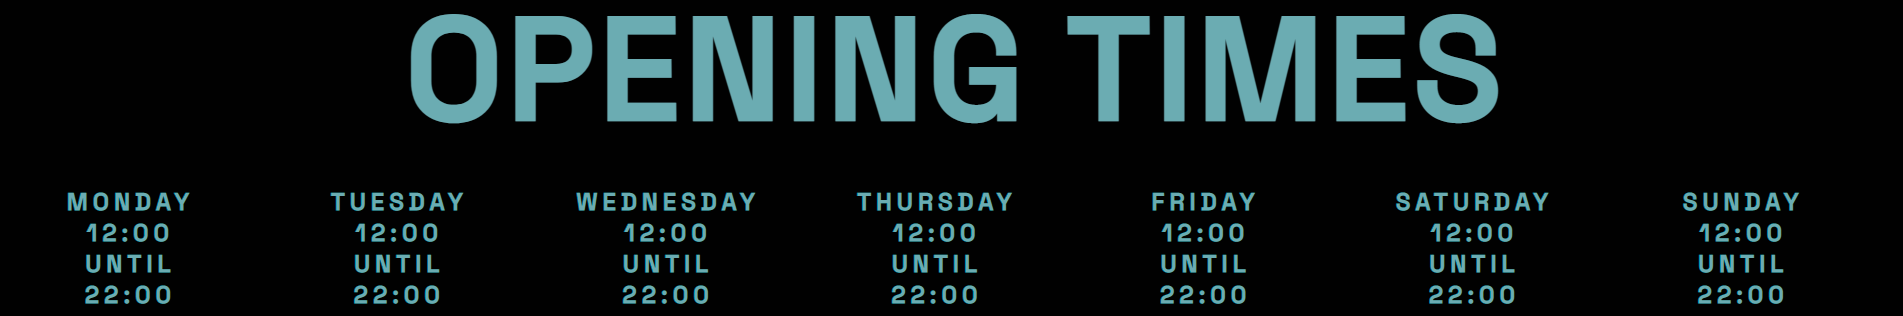 OPENING TIMES
MONDAY
12:00
UNTIL
22:00
TUESDAY
12:00
UNTIL
22:00
WEDNESDAY
12:00
UNTIL
22:00
THURSDAY
12:00
UNTIL
22:00
FRIDAY
12:00
UNTIL
22:00
SATURDAY
12:00
UNTIL
22:00
SUNDAY
12:00
UNTIL
22:00